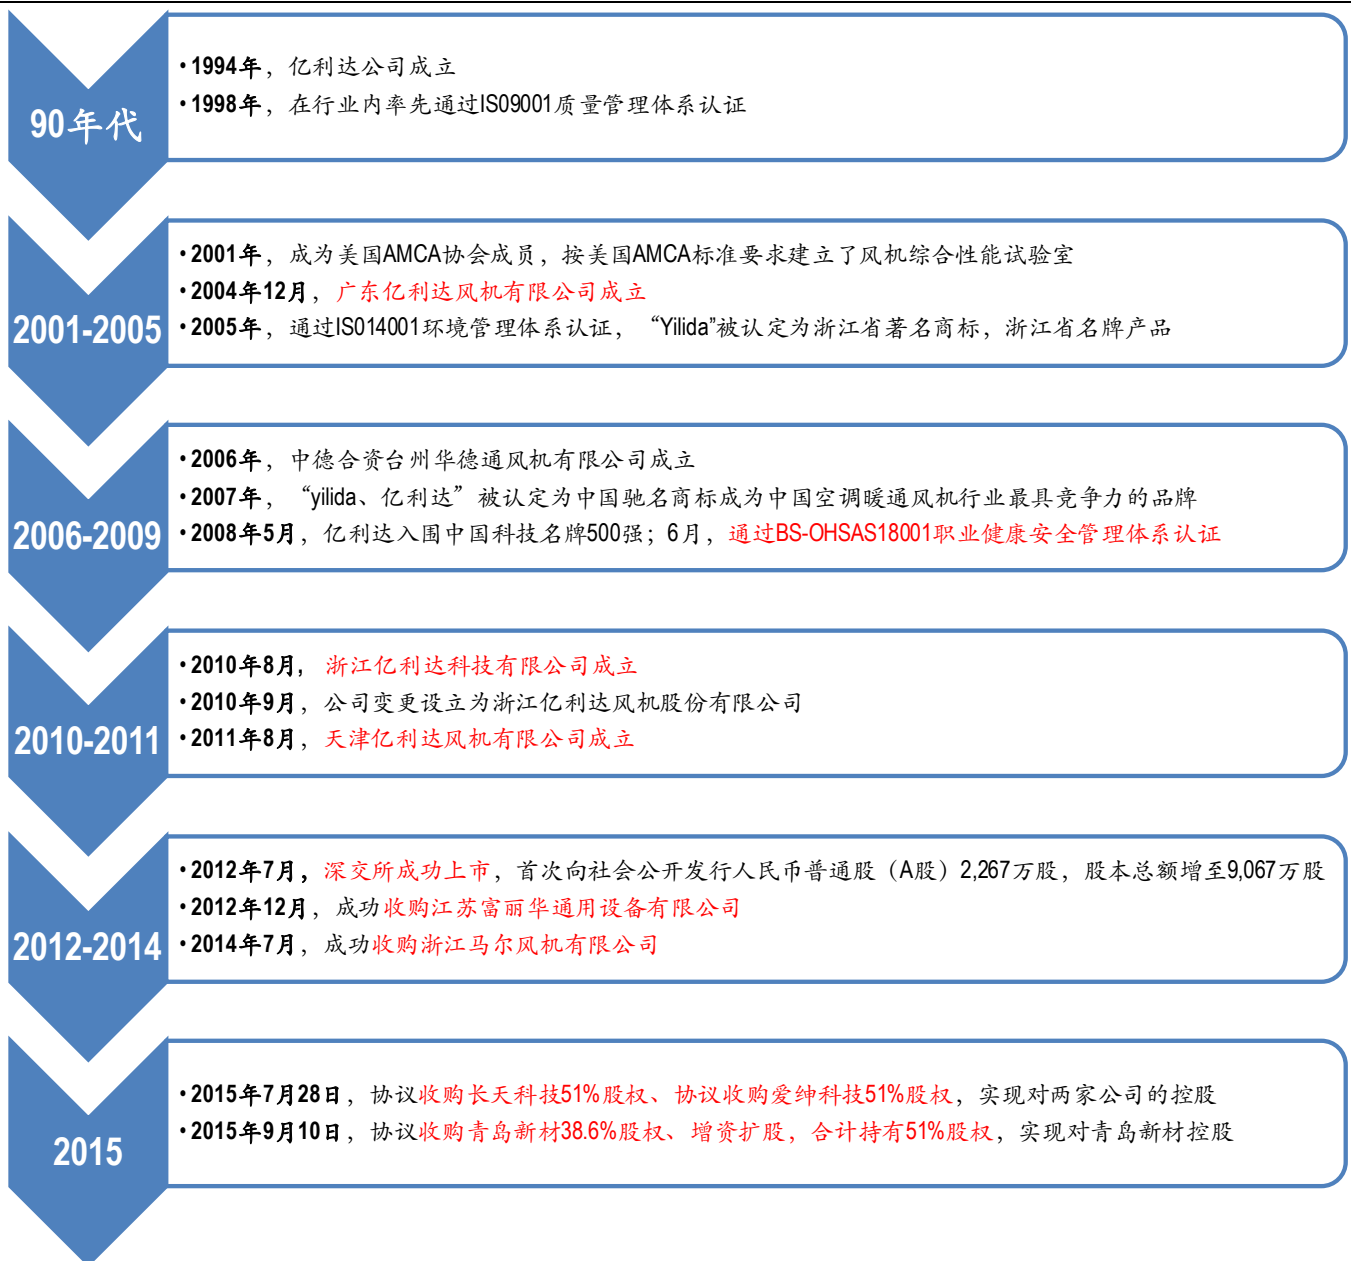 90年代
•1994年，亿利达公司成立
•1998年，在行业内率先通过IS09001质量管理体系认证
2001-2005
•2001年，成为美国AMCA协会成员，按美国AMCA标准要求建立了风机综合性能试验室
•2004年12月，广东亿利达风机有限公司成立
•2005年，通过IS014001环境管理体系认证，“Yilida”被认定为浙江省著名商标，浙江省名牌产品
2006-2009
•2006年，中德合资台州华德通风机有限公司成立
•2007年，“yilida、亿利达”被认定为中国驰名商标成为中国空调暖通风机行业最具竞争力的品牌
•2008年5月，亿利达入围中国科技名牌500强；6月，通过BS-OHSAS18001职业健康安全管理体系认证
2010-2011
•2010年8月，浙江亿利达科技有限公司成立
•2010年9月，公司变更设立为浙江亿利达风机股份有限公司
•2011年8月，天津亿利达风机有限公司成立
2012-2014
•2012年7月，深交所成功上市，首次向社会公开发行人民币普通股（A股）2,267万股，股本总额增至9,067万股
•2012年12月，成功收购江苏富丽华通用设备有限公司
•2014年7月，成功收购浙江马尔风机有限公司
2015
•2015年7月28日，协议收购长天科技51%股权、协议收购爱绅科技51%股权，实现对两家公司的控股
•2015年9月10日，协议收购青岛新材38.6%股权、增资扩股，合计持有51%股权，实现对青岛新材控股